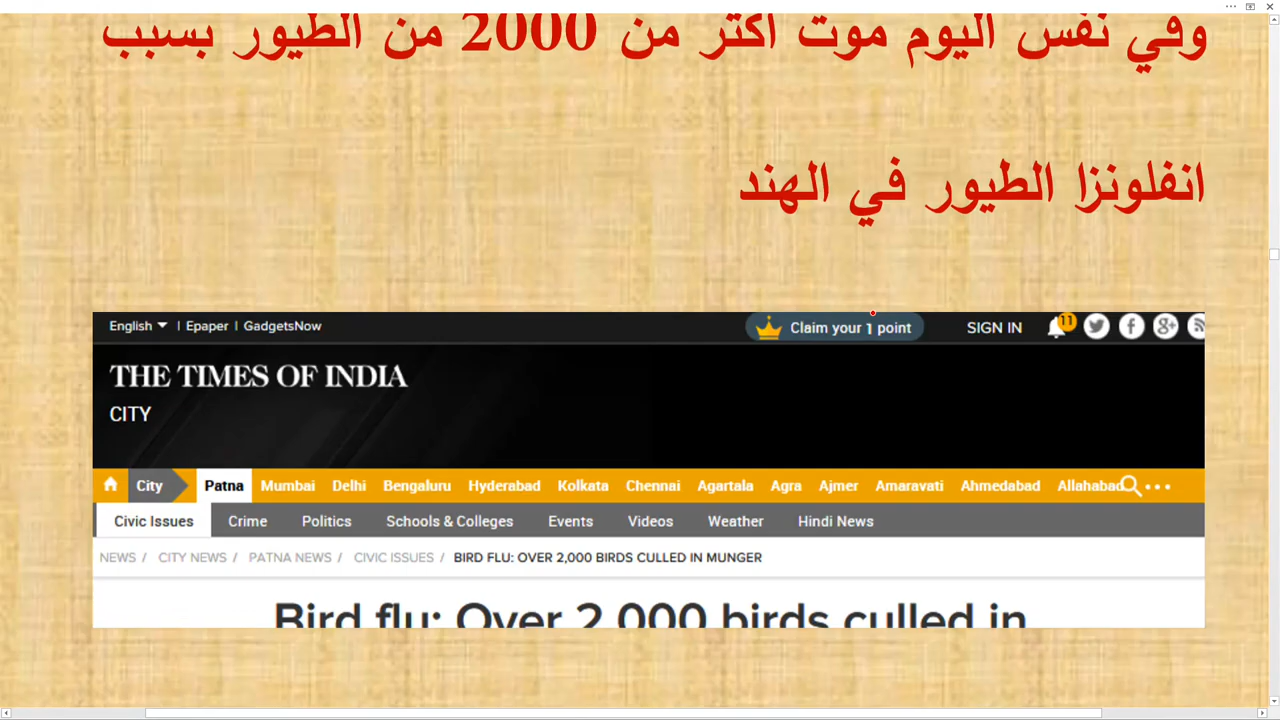 وفي نفس اليوم موت اكثر من 2000 من الطيور بسبب
انفلونزا الطيور في الهند
English | Epaper | GadgetsNow Claim your 1 point SIGN IN 11
THE TIMES OF INDIA
CITY
City Patna Mumbai Delhi Bengaluru Hyderabad Kolkata Chennai Agartala Agra Ajmer Amaravati Ahmedabad Allahabad
Civic Issues Crime Politics Schools & Colleges Events Videos Weather Hindi News
NEWS / CITY NEWS / PATNA NEWS / CIVIC ISSUES / BIRD FLU: OVER 2,000 BIRDS CULLED IN MUNGER
Bird flu: Over 2,000 birds culled in